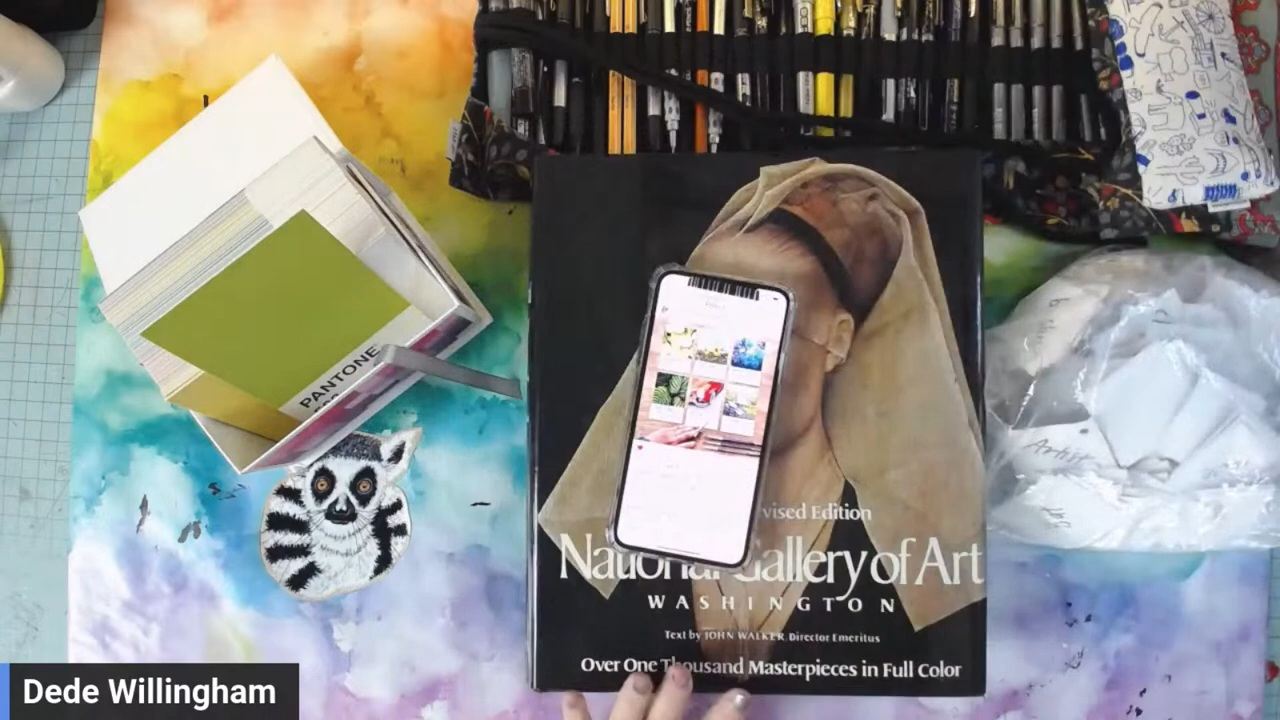 PANTONE
vised Edition
National Gallery of Art
WASHINGTON
Text by JOHN WALKER Director Emeritus
Over One Thousand Masterpieces in Full Color
Artist
Dede Willingham